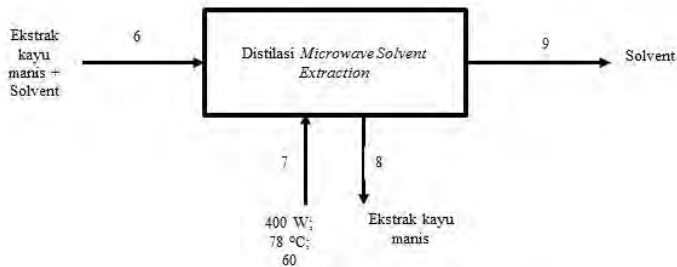 Ekstrak
kayu
manis +
Solvent
6
Distilasi Microwave Solvent
Extraction
9
Solvent
7
8
400 W;
78 °C;
60
Ekstrak kayu
manis